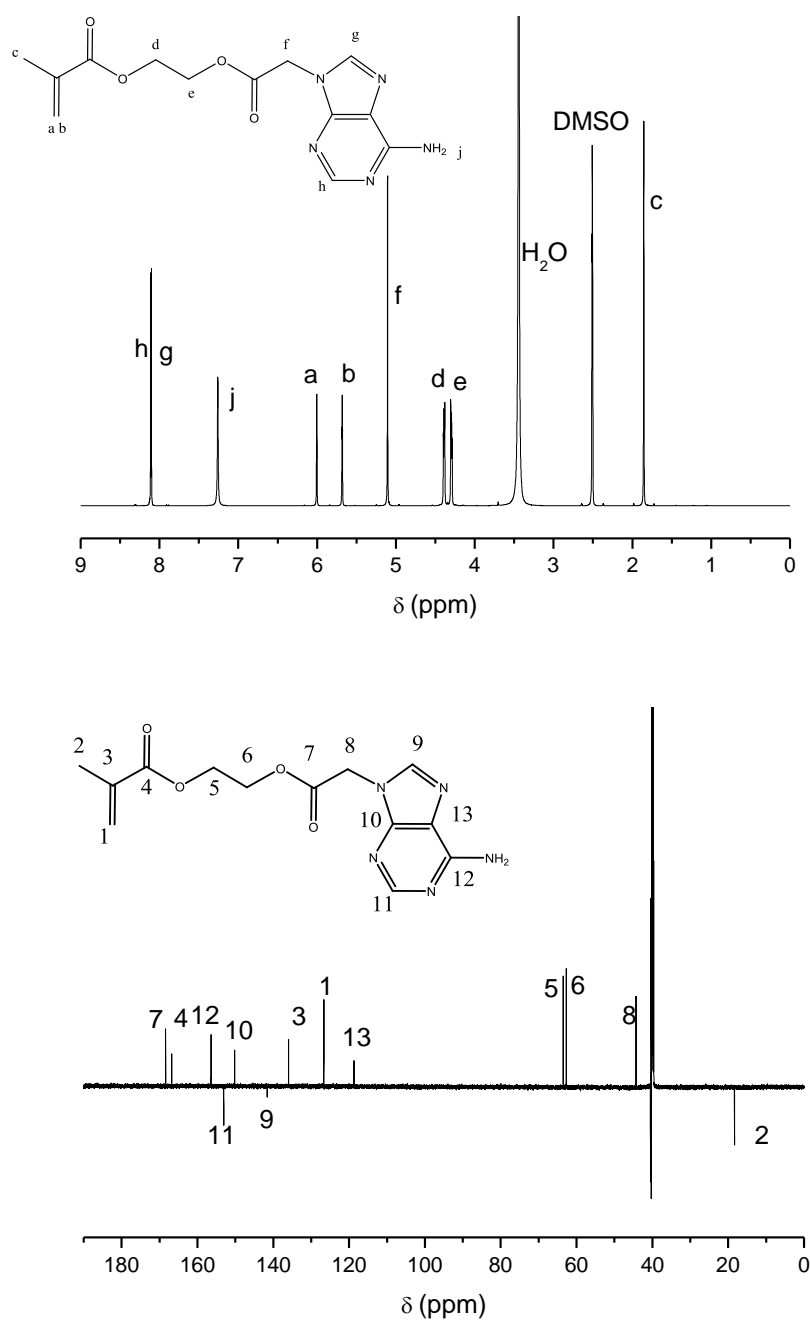 O
c
d
O
f
g
O
O
e
N
N
O
a b
N
N
NH2 j
h
DMSO
c
H2O
f
h g
j
a
b
d e
9 8 7 6 5 4 3 2 1 0
δ (ppm)
O
2
3
6
7
8
9
O
O
4
5
O
N
N
1
O
10
13
N
N
NH2
12
11
1
7 4 12
10
3
13
5 6
8
11
9
2
180 160 140 120 100 80 60 40 20 0
δ (ppm)